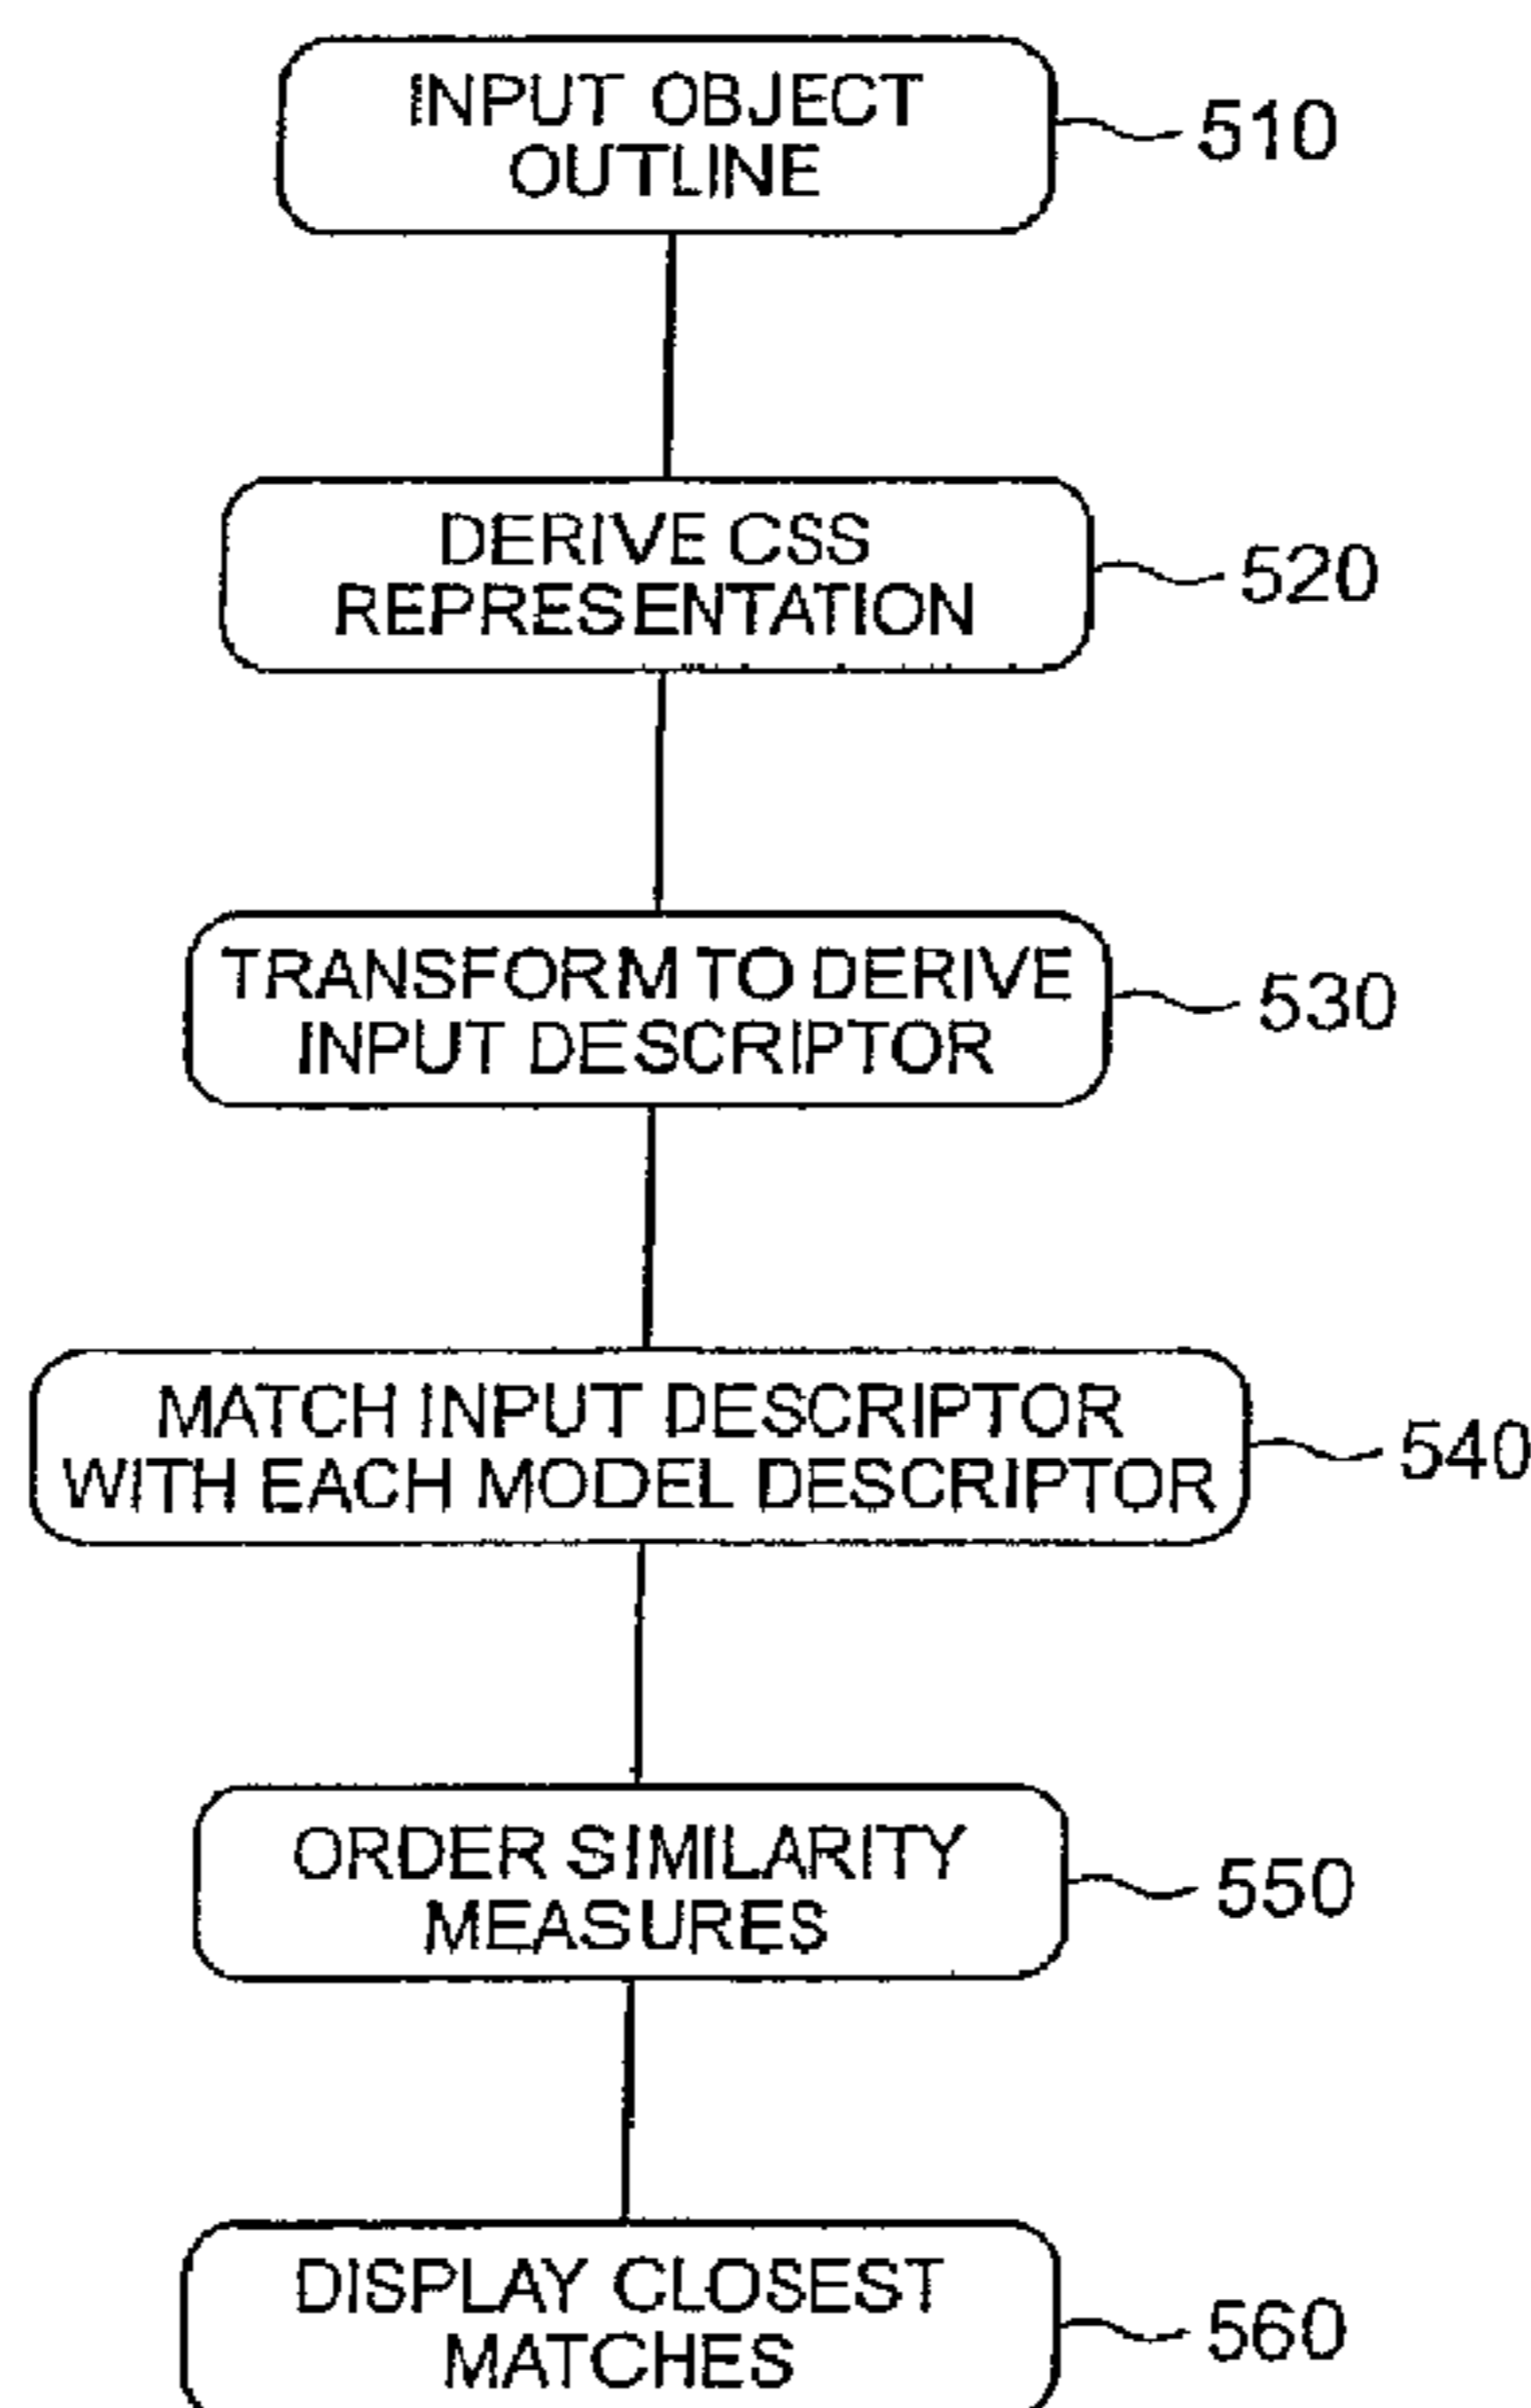 INPUT OBJECT
OUTLINE
510
DERIVE CSS
REPRESENTATION
520
TRANSFORM TO DERIVE
INPUT DESCRIPTOR
530
MATCH INPUT DESCRIPTOR
WITH EACH MODEL DESCRIPTOR
540
ORDER SIMILARITY
MEASURES
550
DISPLAY CLOSEST
MATCHES
560